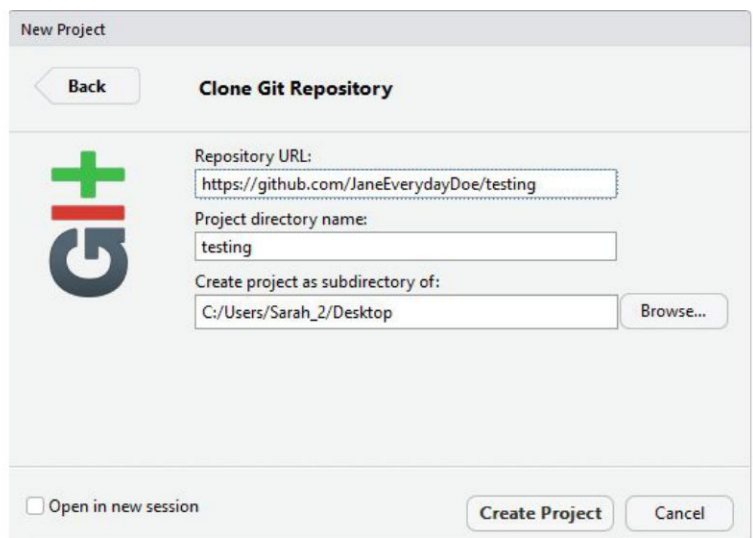 New Project
Back
Clone Git Repository
GIt
Repository URL:
https://github.com/JaneEverydayDoe/testing
Project directory name:
testing
Create project as subdirectory of:
C:/Users/Sarah_2/Desktop
Browse...
Open in new session
Create Project
Cancel